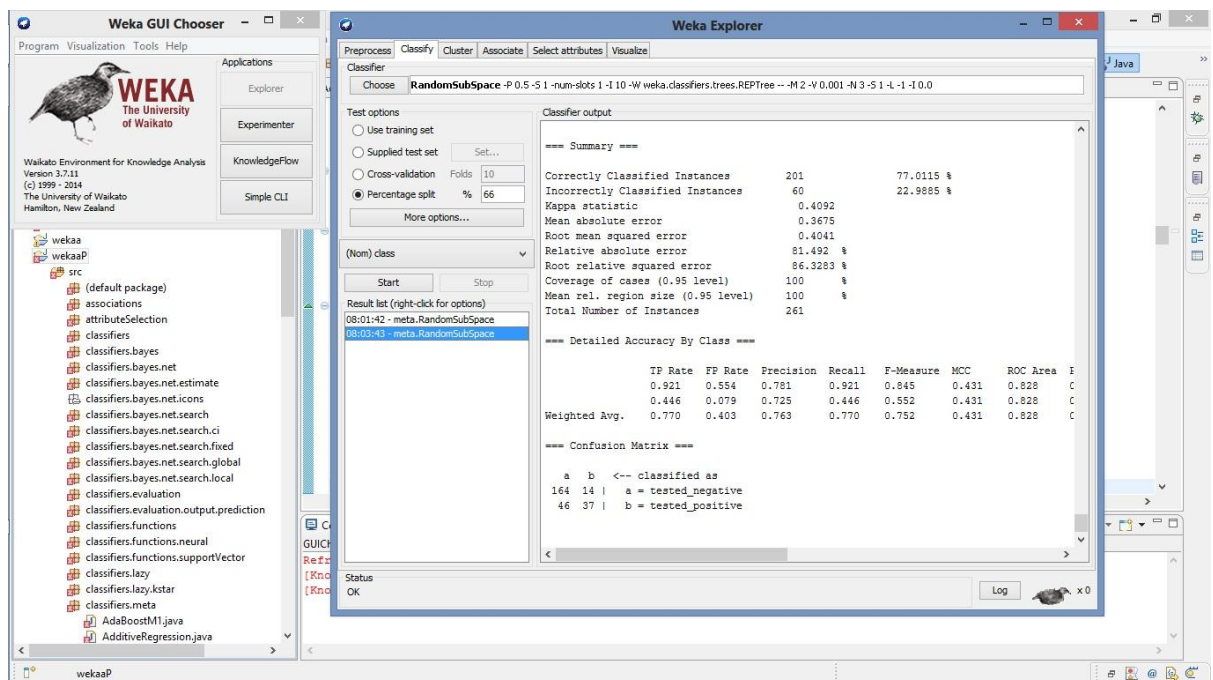 Weka GUI Chooser
Program Visualization Tools Help
WEKA
The University
of Waikato
Waikato Environment for Knowledge Analysis
Version 3.7.11
(c) 1999 - 2014
The University of Waikato
Hamilton, New Zealand
Applications
Explorer
Experimenter
KnowledgeFlow
Simple CLI
wekaa
wekaaP
src
(default package)
associations
attributeSelection
classifiers
classifiers.bayes
classifiers.bayes.net
classifiers.bayes.net.estimate
classifiers.bayes.net.icons
classifiers.bayes.net.search
classifiers.bayes.net.search.ci
classifiers.bayes.net.search.fixed
classifiers.bayes.net.search.global
classifiers.bayes.net.search.local
classifiers.evaluation
classifiers.evaluation.output.prediction
classifiers.functions
classifiers.functions.neural
classifiers.functions.supportVector
classifiers.lazy
classifiers.lazy.kstar
classifiers.meta
AdaBoostM1.java
AdditiveRegression.java
wekaaP
Weka Explorer
Preprocess Classify Cluster Associate Select attributes Visualize
Classifier
Choose RandomSubSpace -P 0.5 -S 1 -num-slots 1 -I 10 -W weka.classifiers.trees.REPTree -- -M 2 -V 0.001 -N 3 -S 1 -L -1 -I 0.0
Test options
Use training set
Supplied test set Set...
Cross-validation Folds 10
Percentage split % 66
More options...
(Nom) class
Start Stop
Result list (right-click for options)
08:01:42 - meta.RandomSubSpace
08:03:43 - meta.RandomSubSpace
Classifier output
=== Summary ===
Correctly Classified Instances 201 77.0115 %
Incorrectly Classified Instances 60 22.9885 %
Kappa statistic 0.4092
Mean absolute error 0.3675
Root mean squared error 0.4041
Relative absolute error 81.492 %
Root relative squared error 86.3283 %
Coverage of cases (0.95 level) 100 %
Mean rel. region size (0.95 level) 100 %
Total Number of Instances 261
=== Detailed Accuracy By Class ===
TP Rate FP Rate Precision Recall F-Measure MCC ROC Area
0.921 0.554 0.781 0.921 0.845 0.431 0.828
0.446 0.079 0.725 0.446 0.552 0.431 0.828
Weighted Avg. 0.770 0.403 0.763 0.770 0.752 0.431 0.828
=== Confusion Matrix ===
a b <-- classified as
164 14 | a = tested_negative
46 37 | b = tested_positive
Status
OK
Log x 0
Java
GUICH
Refr
[Kno
[Kno